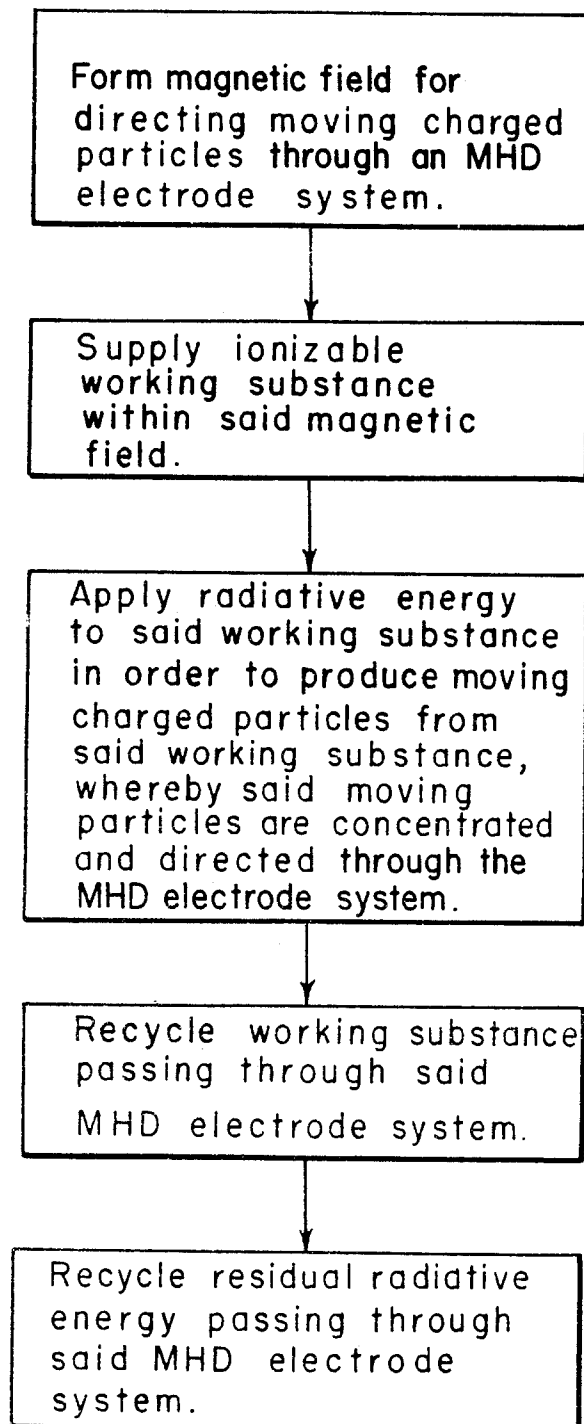 Form magnetic field for
directing moving charged
particles through an MHD
electrode system.
Supply ionizable
working substance
within said magnetic
field.
Apply radiative energy
to said working substance
in order to produce moving
charged particles from
said working substance,
whereby said moving
particles are concentrated
and directed through the
MHD electrode system.
Recycle working substance
passing through said
MHD electrode system.
Recycle residual radiative
energy passing through
said MHD electrode
system.